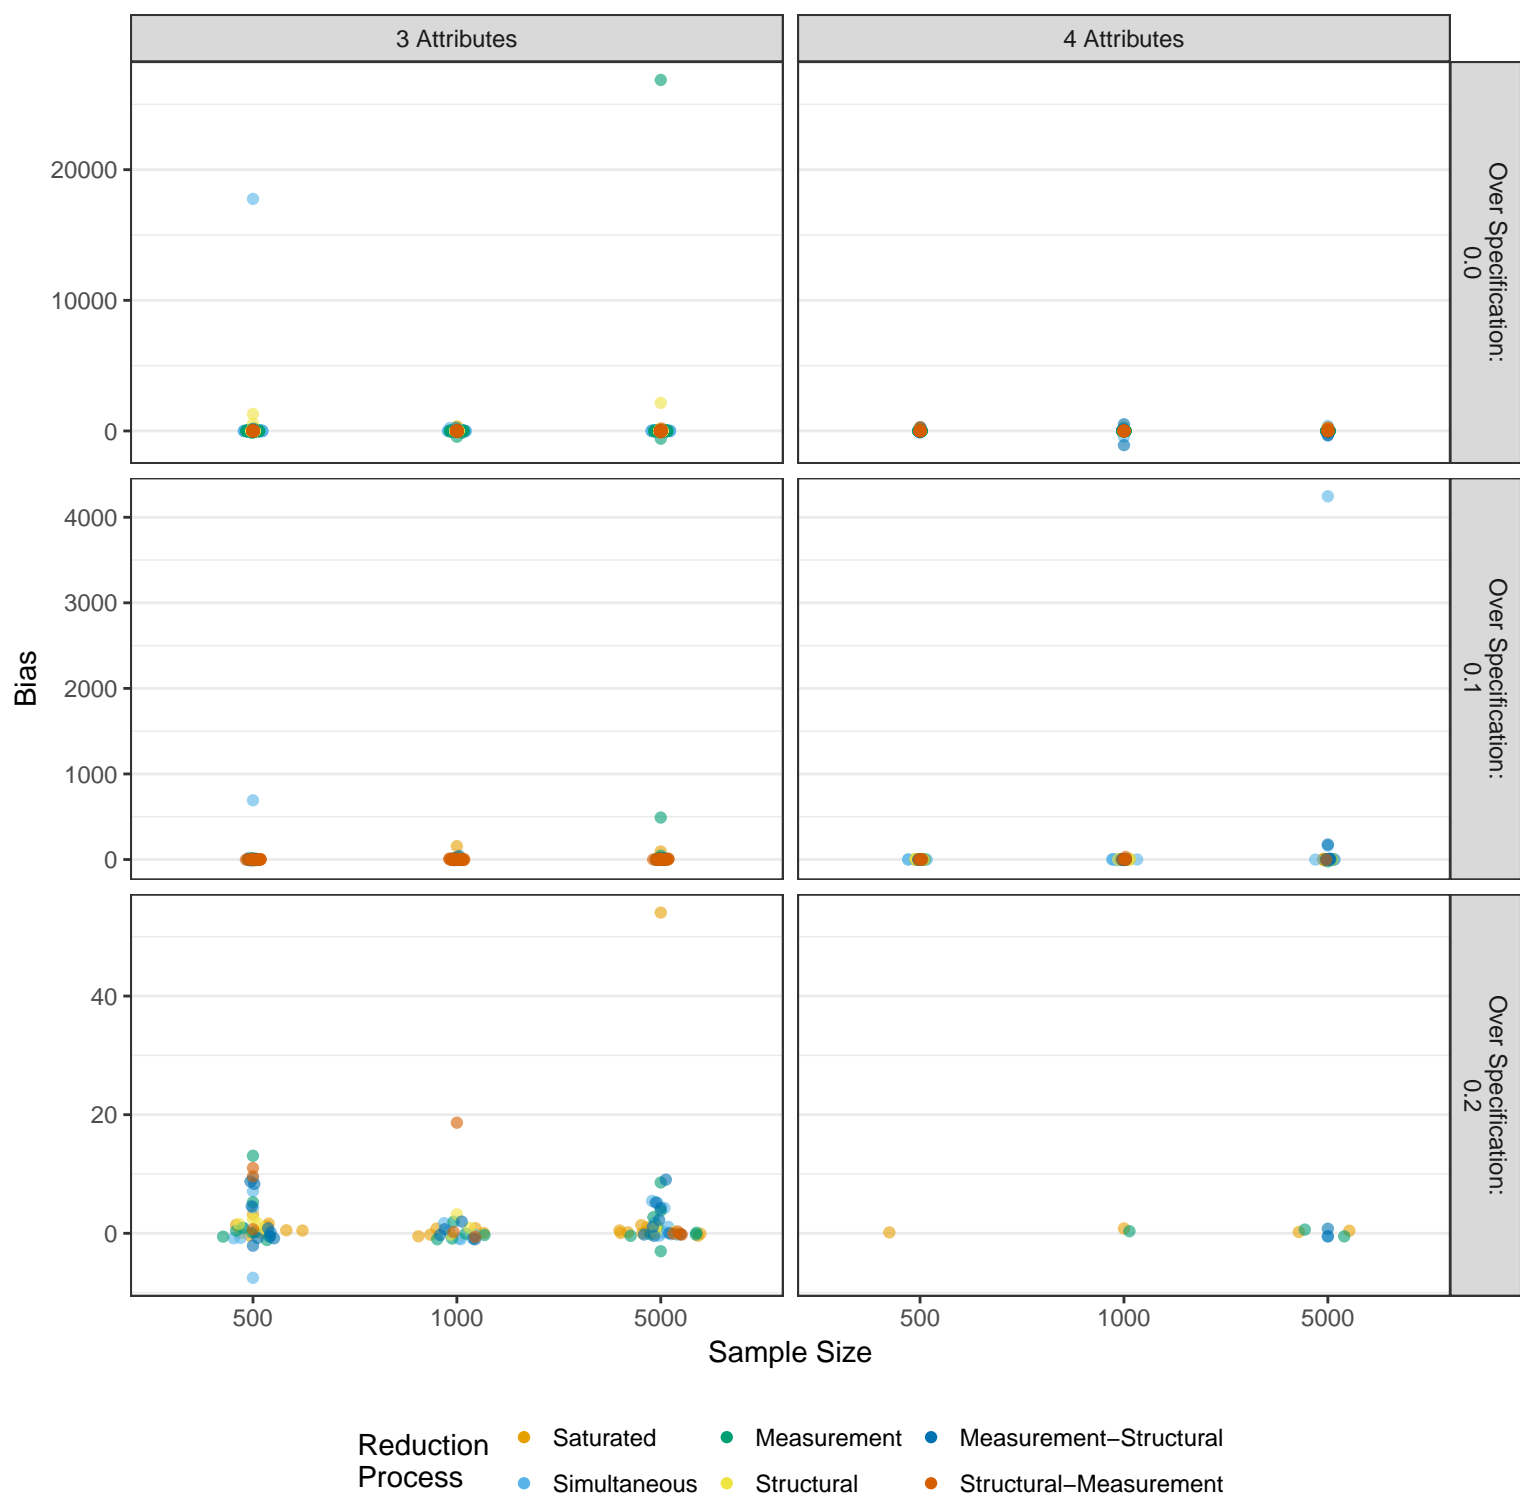 3 Attributes
4 Attributes
20000
10000
0
Over Specification:
0.0
4000
3000
2000
1000
0
Over Specification:
0.1
Bias
40
20
0
Over Specification:
0.2
500
1000
5000
500
1000
5000
Sample Size
Reduction
Process
Saturated
Measurement
Measurement−Structural
Simultaneous
Structural
Structural−Measurement